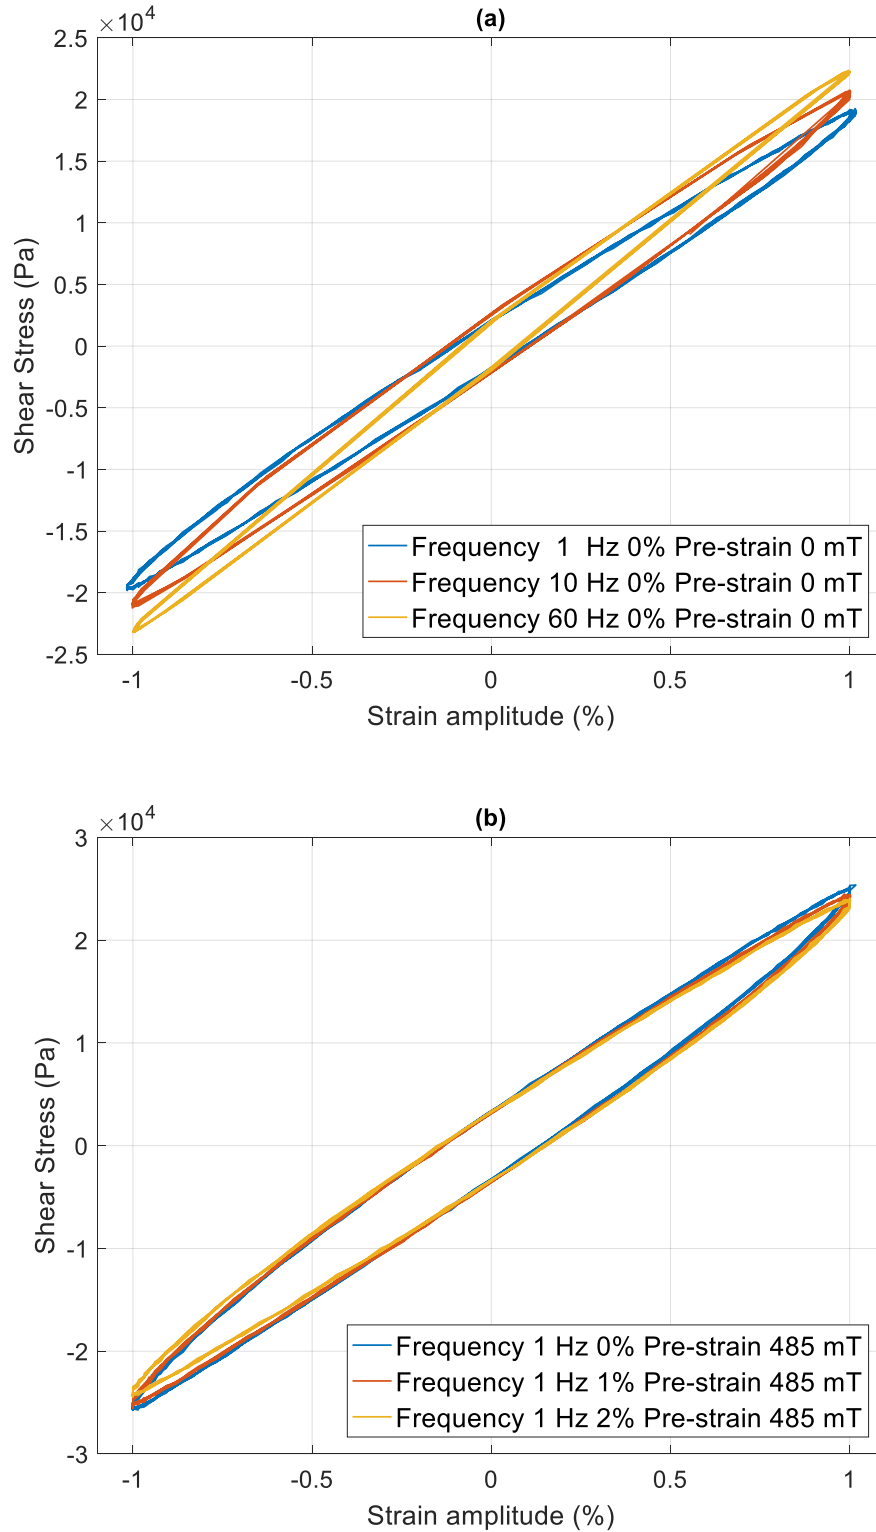 (a)
×10⁴
2.5
2
1.5
1
0.5
0
-0.5
-1
-1.5
-2
-2.5
Shear Stress (Pa)
Frequency 1 Hz 0% Pre-strain 0 mT
Frequency 10 Hz 0% Pre-strain 0 mT
Frequency 60 Hz 0% Pre-strain 0 mT
-1 -0.5 0 0.5 1
Strain amplitude (%)
(b)
×10⁴
3
2
1
0
-1
-2
-3
Shear Stress (Pa)
Frequency 1 Hz 0% Pre-strain 485 mT
Frequency 1 Hz 1% Pre-strain 485 mT
Frequency 1 Hz 2% Pre-strain 485 mT
-1 -0.5 0 0.5 1
Strain amplitude (%)